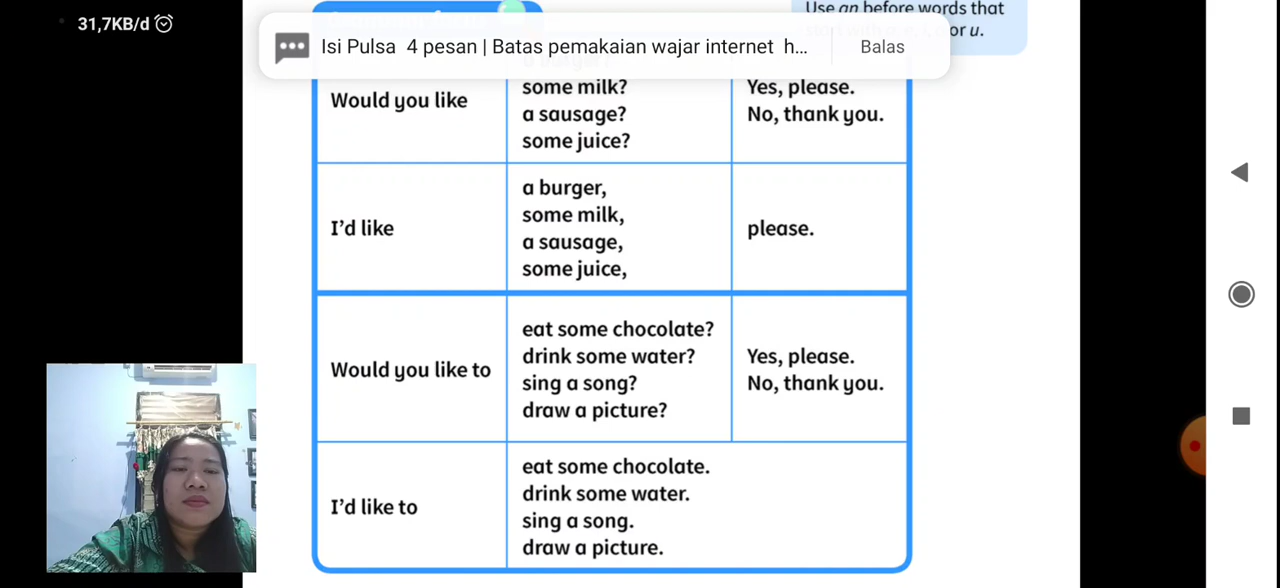 31,7KB/d
Use an before words that
or u.
Isi Pulsa 4 pesan | Batas pemakaian wajar internet h...
Balas
Would you like
a burger?
some milk?
a sausage?
some juice?
Yes, please.
No, thank you.
I'd like
a burger,
some milk,
a sausage,
some juice,
please.
Would you like to
eat some chocolate?
drink some water?
sing a song?
draw a picture?
Yes, please.
No, thank you.
I'd like to
eat some chocolate.
drink some water.
sing a song.
draw a picture.